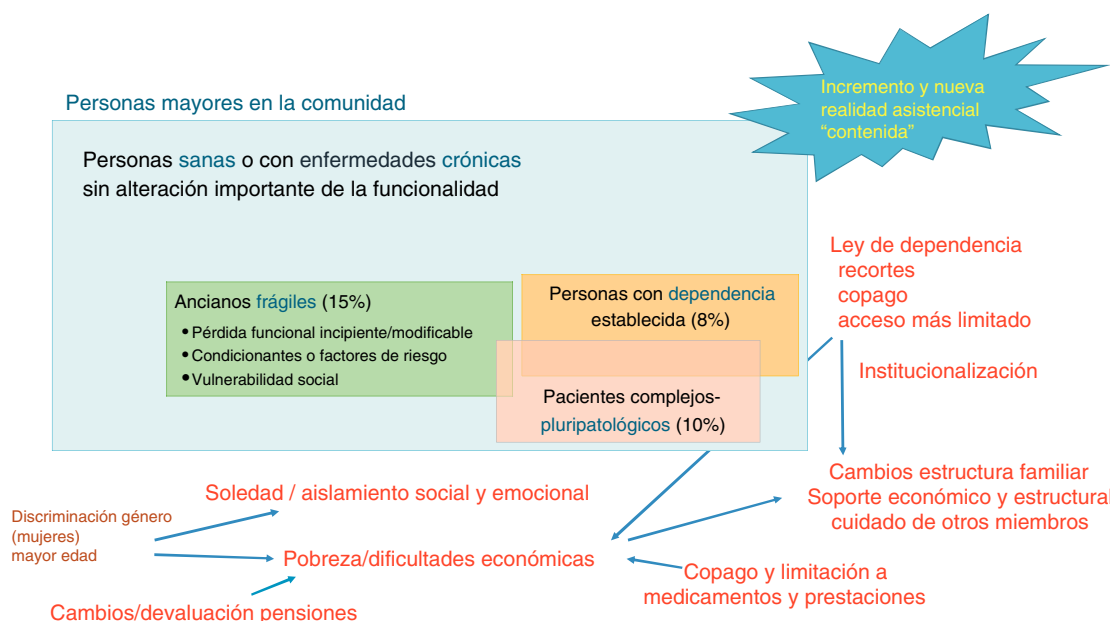 Incremento y nueva
realidad asistencial
“contenida”
Personas mayores en la comunidad
Personas sanas o con enfermedades crónicas
sin alteración importante de la funcionalidad
Ancianos frágiles (15%)
• Pérdida funcional incipiente/modificable
• Condicionantes o factores de riesgo
• Vulnerabilidad social
Personas con dependencia
establecida (8%)
Pacientes complejos-
pluripatológicos (10%)
Ley de dependencia
recortes
copago
acceso más limitado
Institucionalización
Cambios estructura familiar
Soporte económico y estructural
cuidado de otros miembros
Soledad / aislamiento social y emocional
Discriminación género
(mujeres)
mayor edad
Pobreza/dificultades económicas
Copago y limitación a
medicamentos y prestaciones
Cambios/devaluación pensiones